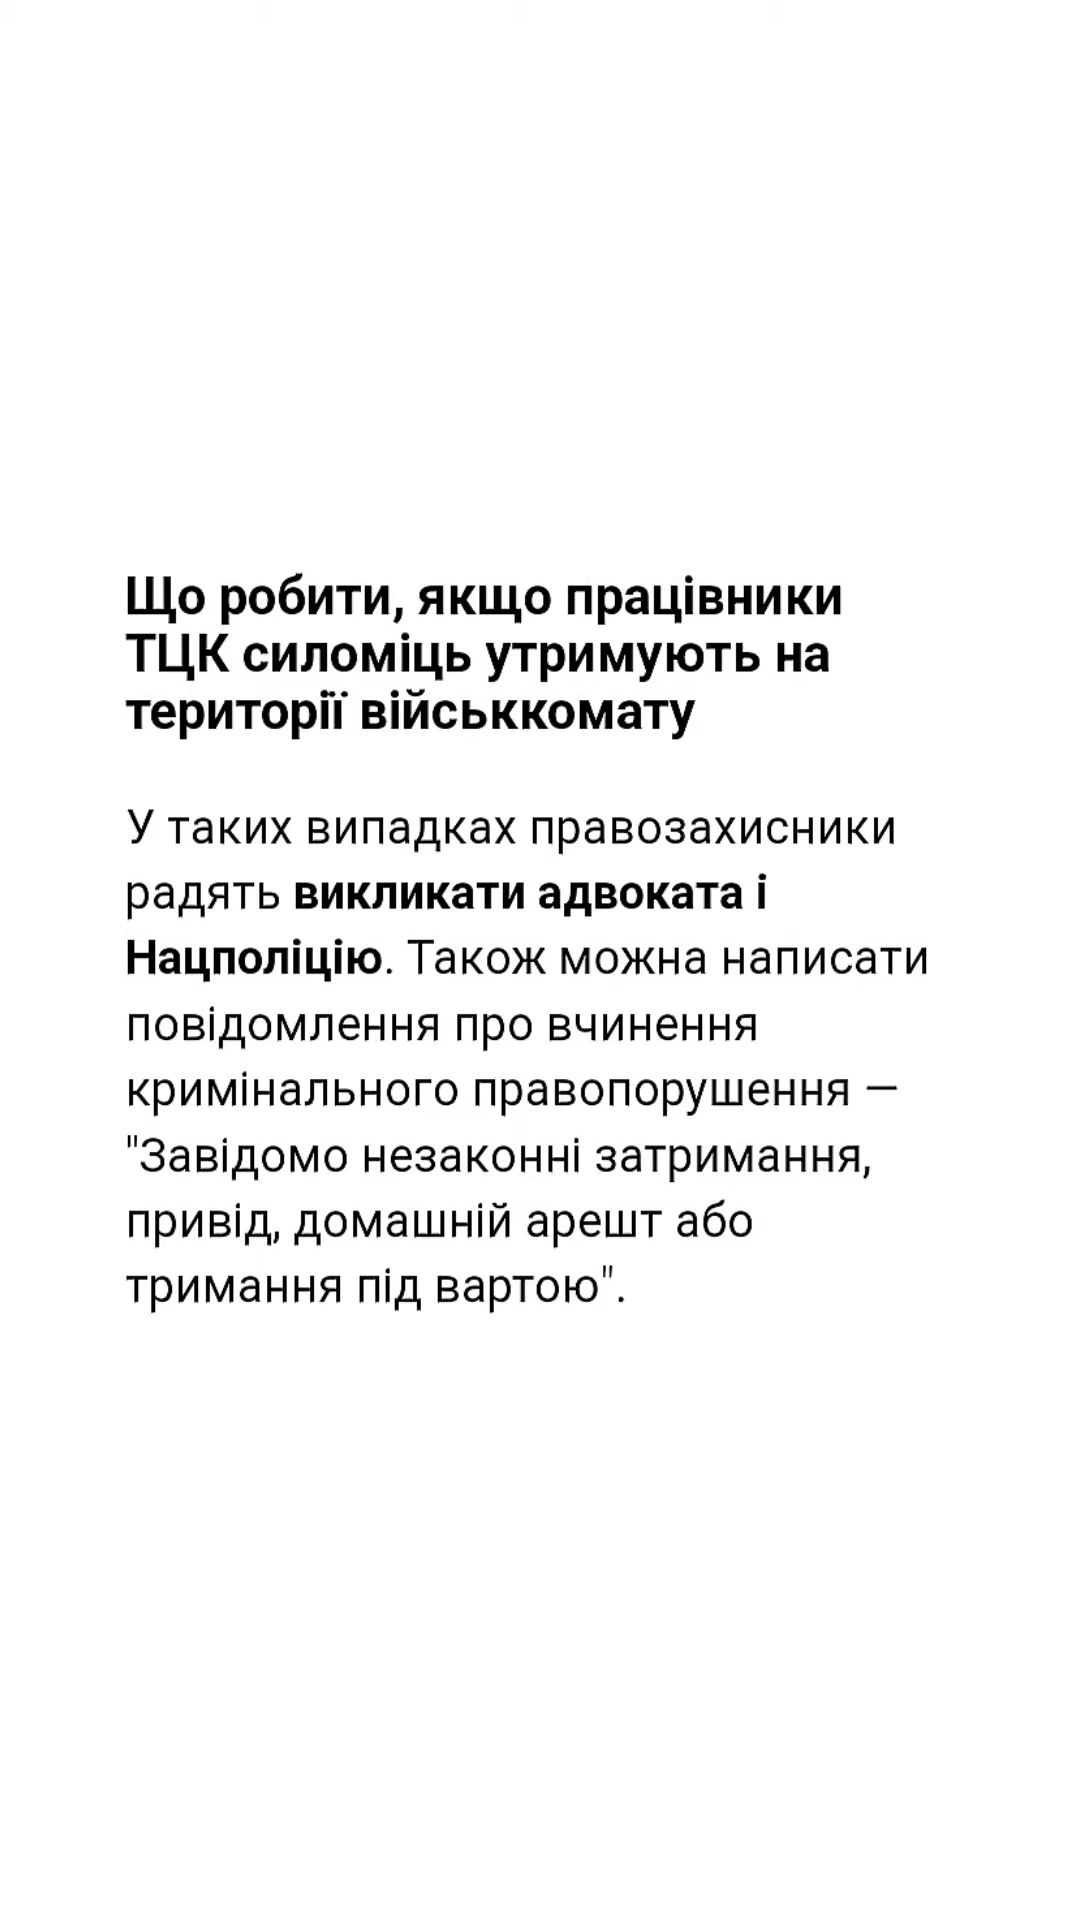 Що робити, якщо працівники
ТЦК силоміць утримують на
території військкомату
У таких випадках правозахисники
радять викликати адвоката і
Нацполіцію. Також можна написати
повідомлення про вчинення
кримінального правопорушення —
"Завідомо незаконні затримання,
привід, домашній арешт або
тримання під вартою".